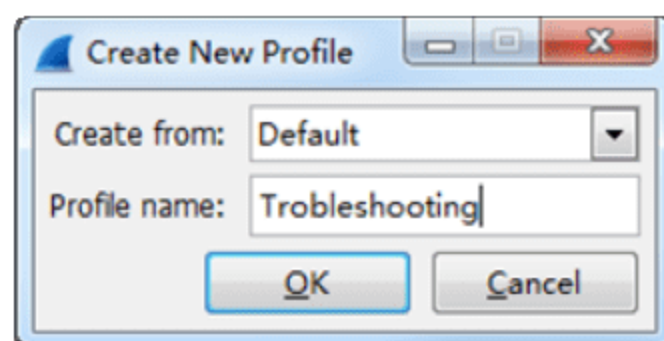 Create New Profile
Create from: Default
Profile name: Trobleshooting
OK Cancel